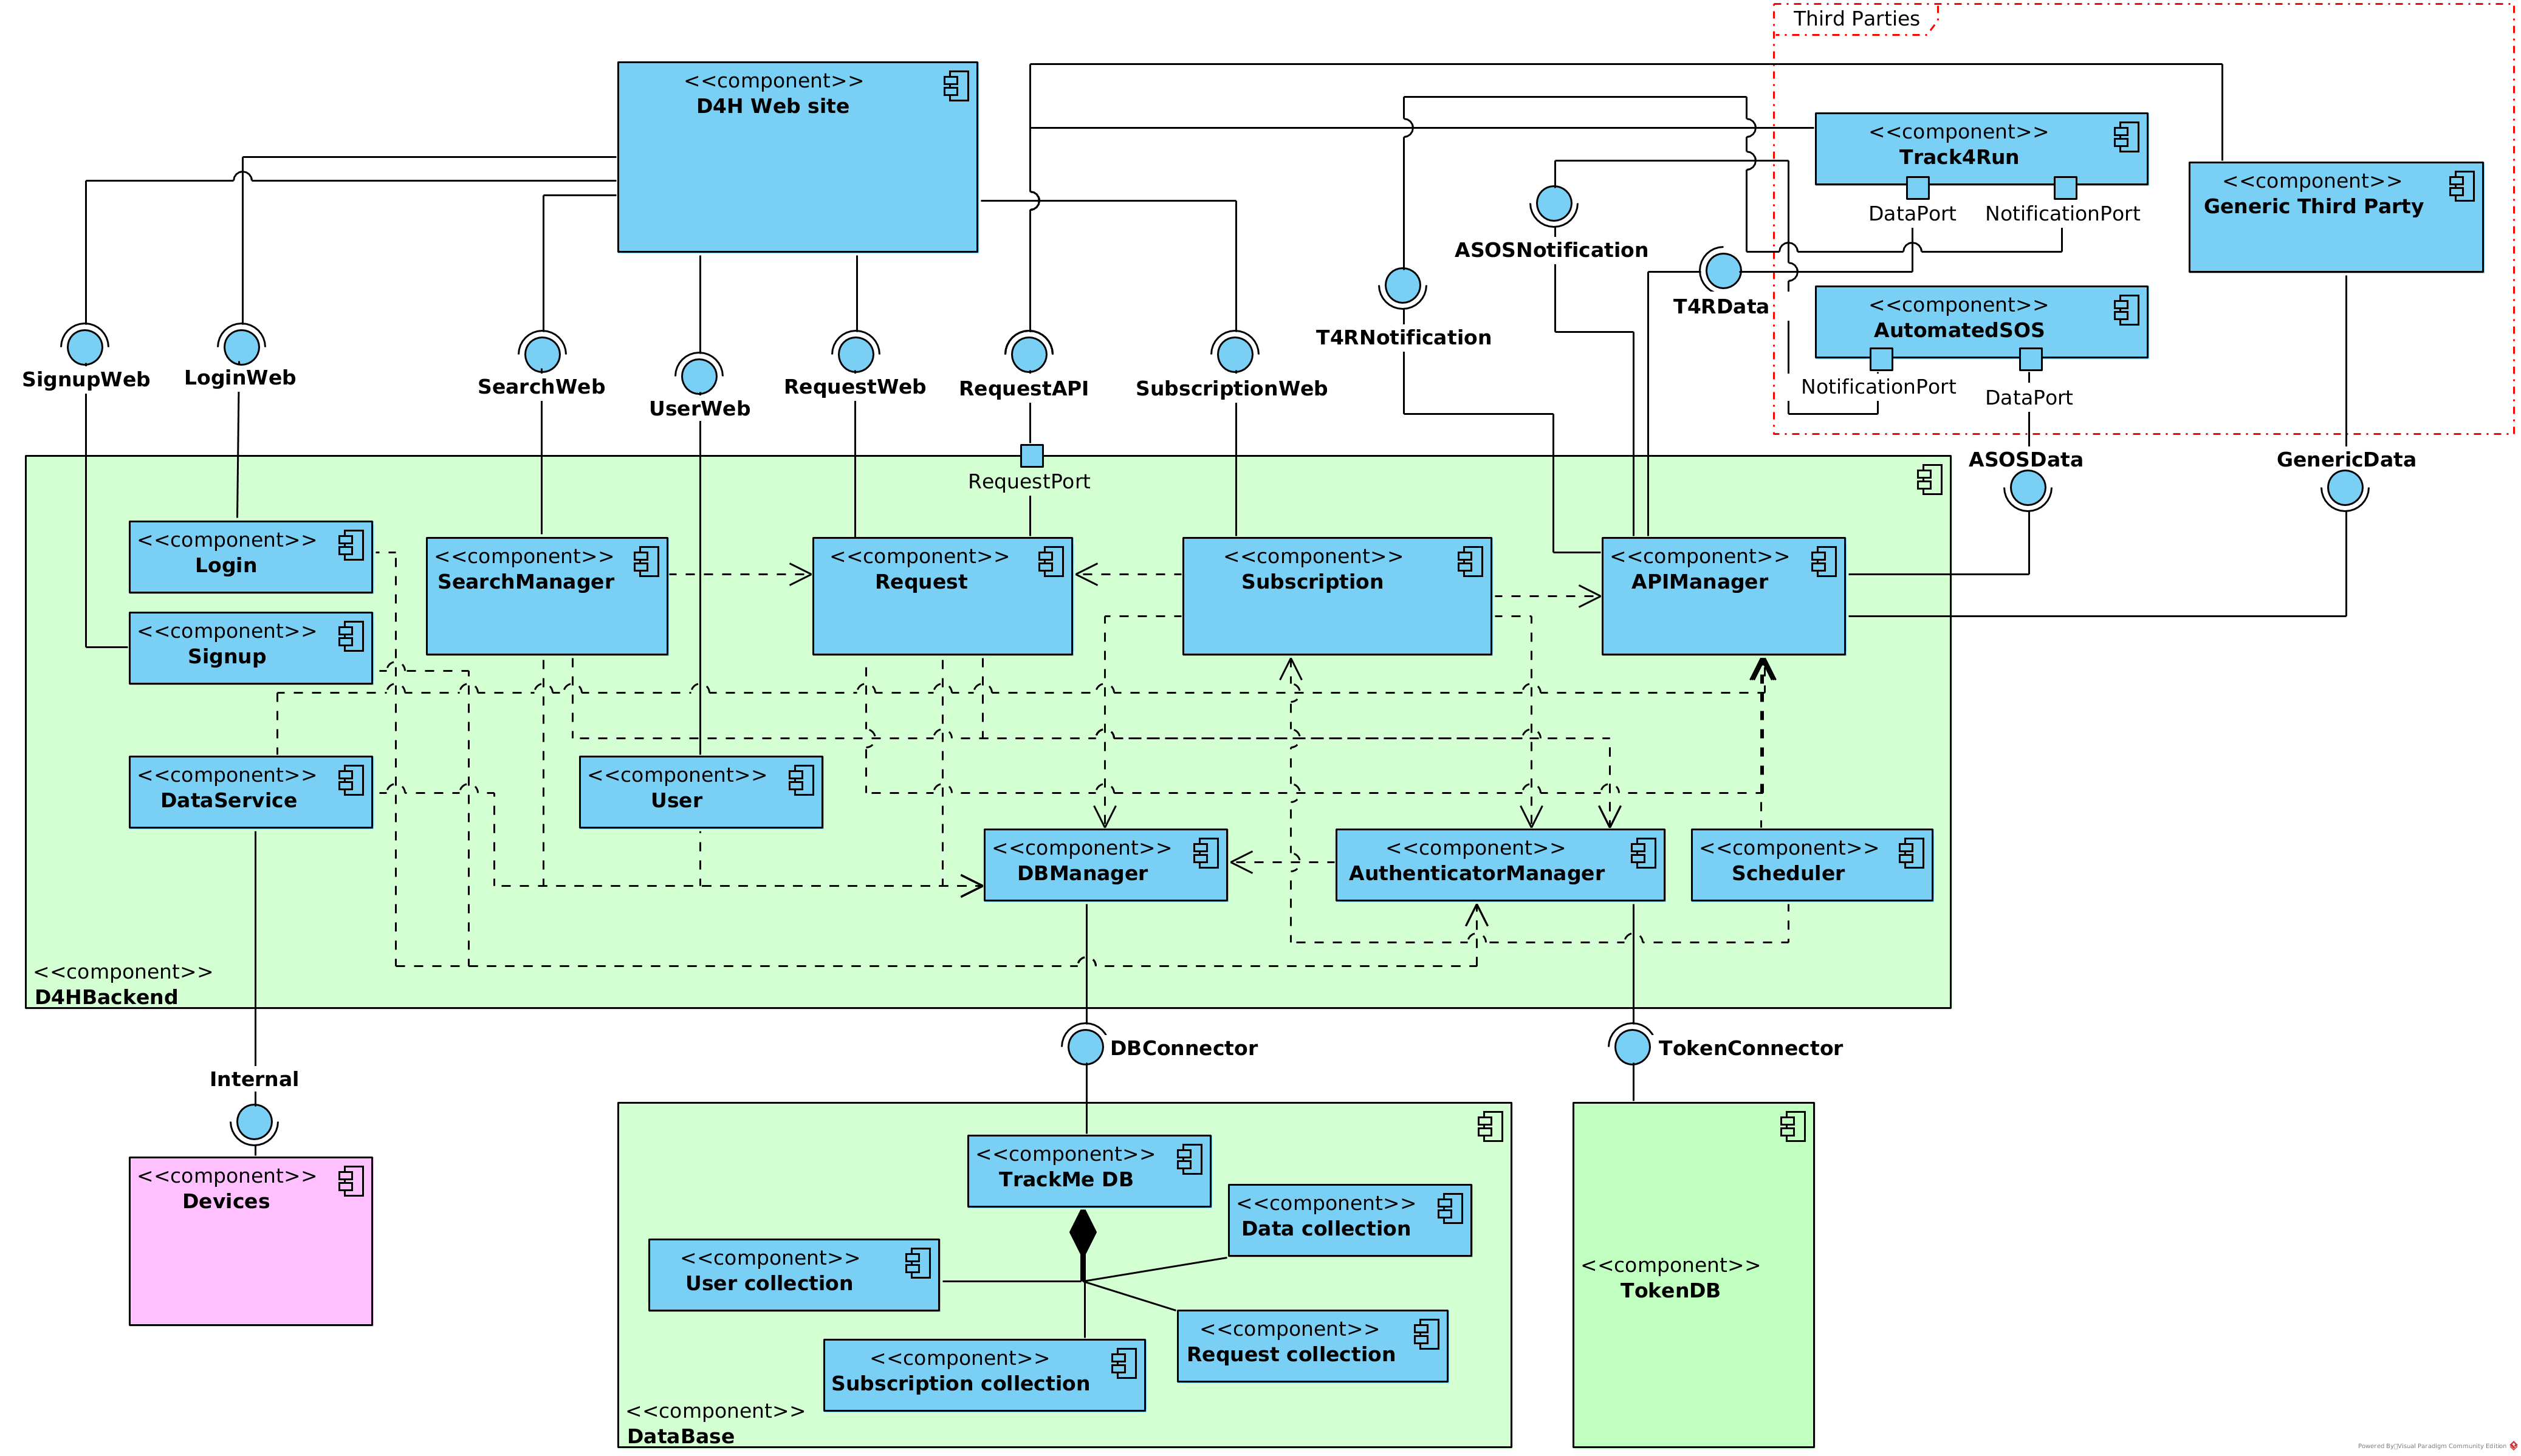 Third Parties
<<component>>
D4H Web site
<<component>>
Track4Run
DataPort
NotificationPort
<<component>>
Generic Third Party
ASOSNotification
T4RData
T4RNotification
<<component>>
AutomatedSOS
NotificationPort
DataPort
SignupWeb
LoginWeb
SearchWeb
UserWeb
RequestWeb
RequestAPI
SubscriptionWeb
ASOSData
GenericData
RequestPort
<<component>>
Login
<<component>>
SearchManager
<<component>>
Request
<<component>>
Subscription
<<component>>
APIManager
<<component>>
Signup
<<component>>
DataService
<<component>>
User
<<component>>
DBManager
<<component>>
AuthenticatorManager
<<component>>
Scheduler
<<component>>
D4HBackend
Internal
DBConnector
TokenConnector
<<component>>
Devices
<<component>>
TrackMe DB
<<component>>
Data collection
<<component>>
User collection
<<component>>
Request collection
<<component>>
Subscription collection
<<component>>
DataBase
<<component>>
TokenDB
Powered By Visual Paradigm Community Edition